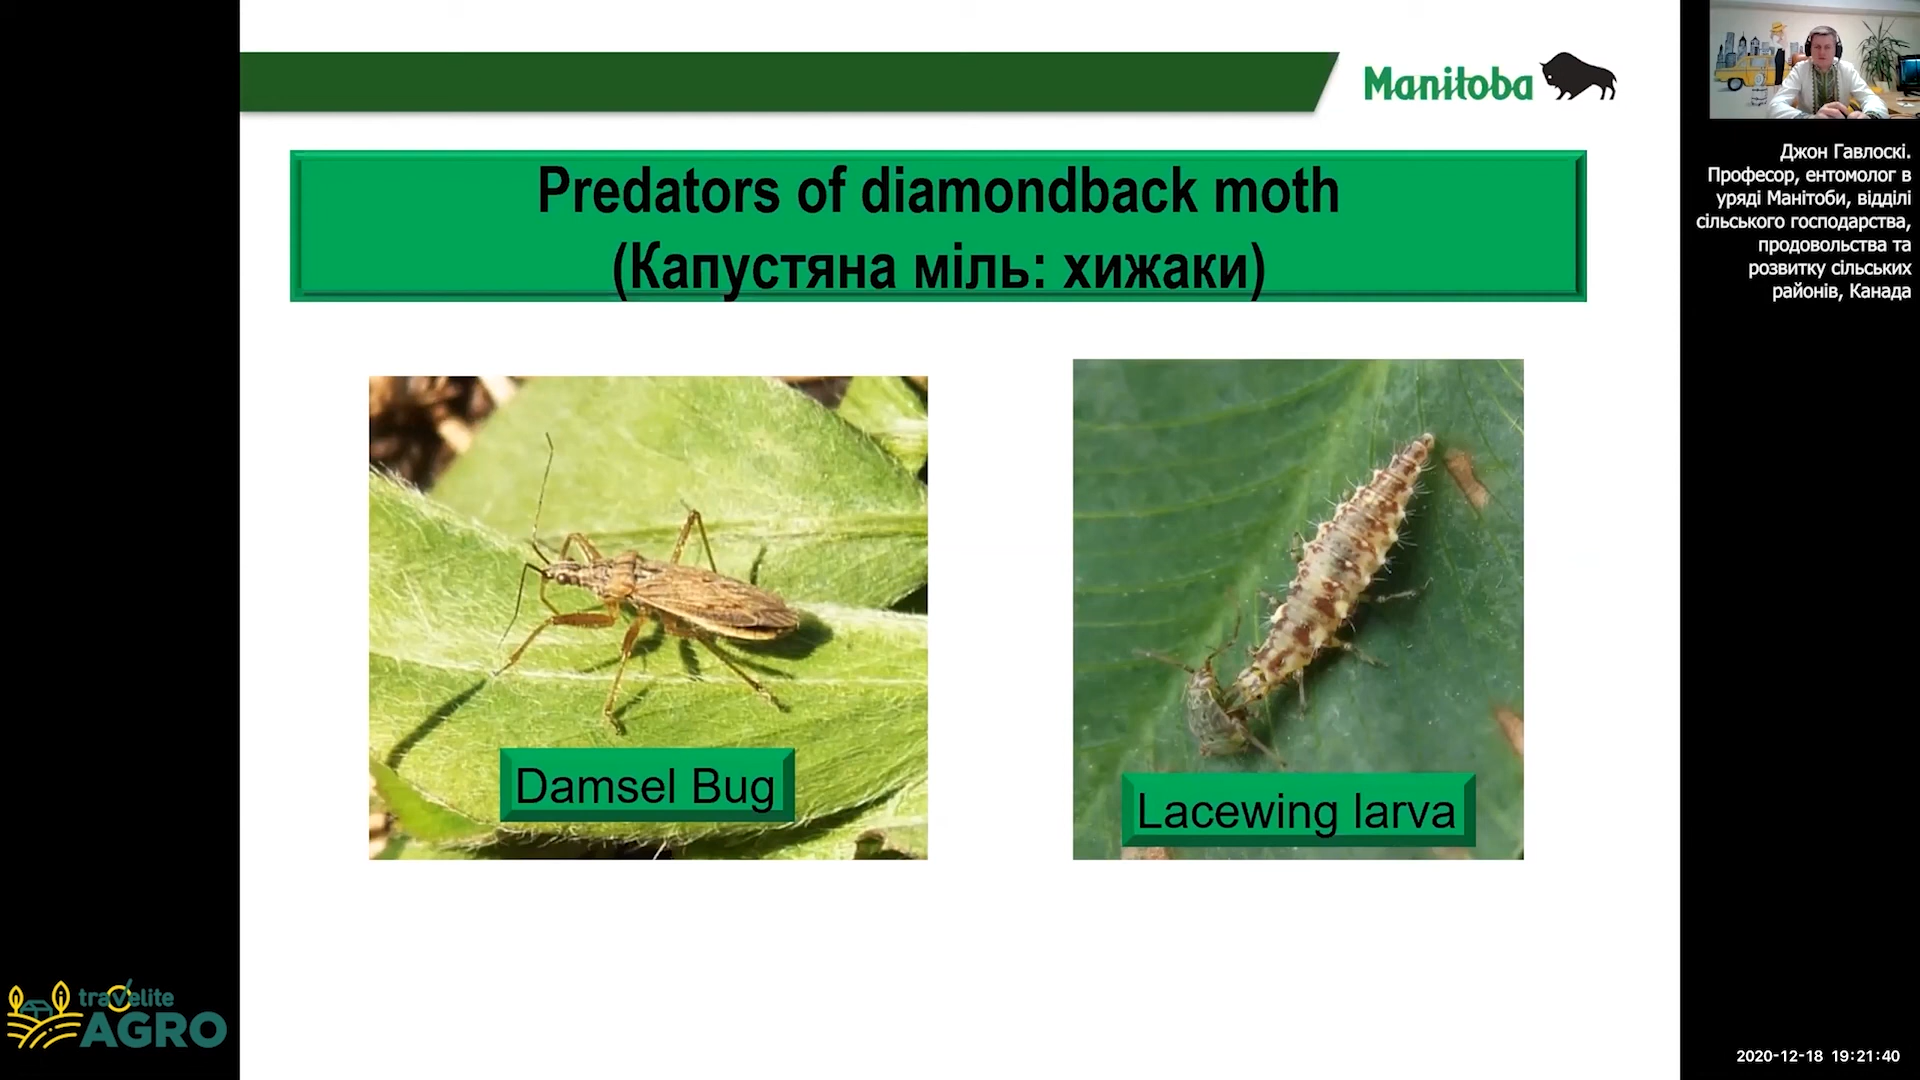 Manitoba
Predators of diamondback moth
(Капустяна міль: хижаки)
Damsel Bug
Lacewing larva
Джон Гавлоскі.
Професор, ентомолог в
уряді Манітоби, відділі
сільського господарства,
продовольства та
розвитку сільських
районів, Канада
travelite
AGRO
2020-12-18 19:21:40